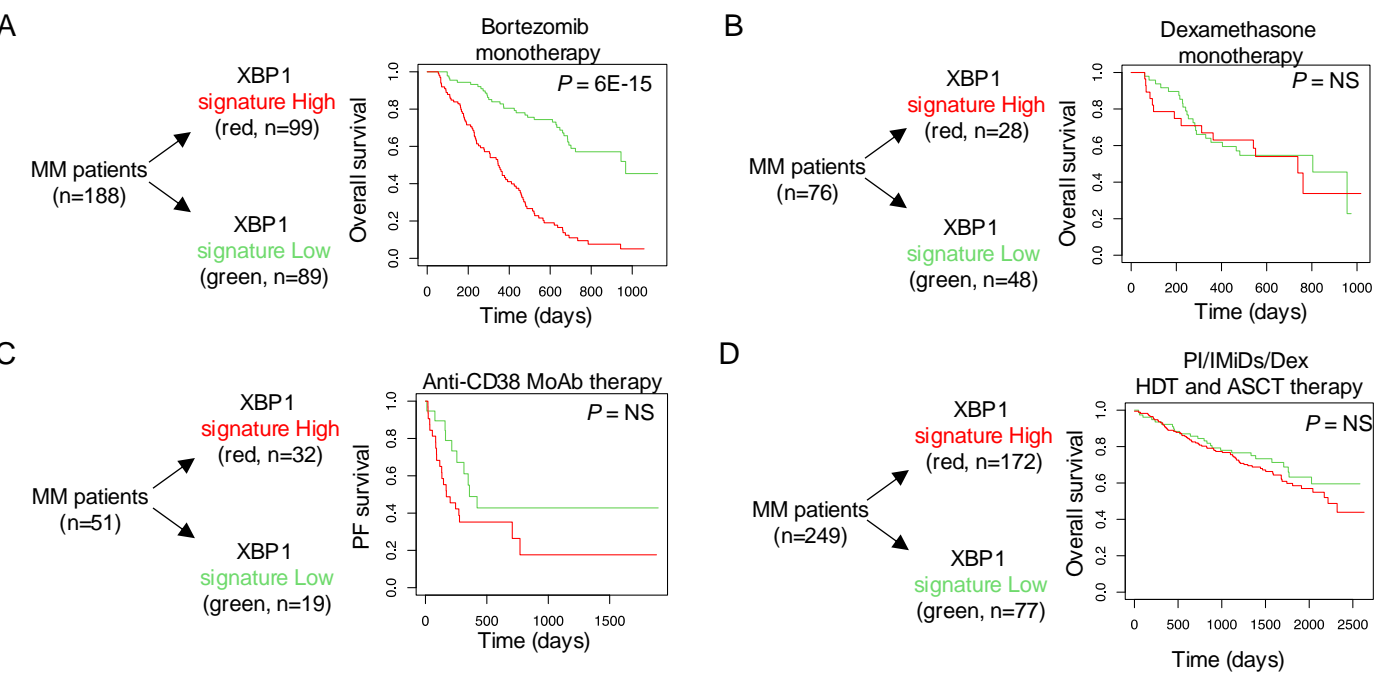 A
Bortezomib
monotherapy
XBP1
signature High
(red, n=99)
MM patients
(n=188)
XBP1
signature Low
(green, n=89)
P = 6E-15
Overall survival
1.0
0.8
0.6
0.4
0.2
0.0
0 200 400 600 800 1000
Time (days)
B
Dexamethasone
monotherapy
XBP1
signature High
(red, n=28)
MM patients
(n=76)
XBP1
signature Low
(green, n=48)
P = NS
Overall survival
1.0
0.8
0.6
0.4
0.2
0.0
0 200 400 600 800 1000
Time (days)
C
Anti-CD38 MoAb therapy
XBP1
signature High
(red, n=32)
MM patients
(n=51)
XBP1
signature Low
(green, n=19)
P = NS
PF survival
1.0
0.8
0.6
0.4
0.2
0.0
0 500 1000 1500
Time (days)
D
PI/IMiDs/Dex
HDT and ASCT therapy
XBP1
signature High
(red, n=172)
MM patients
(n=249)
XBP1
signature Low
(green, n=77)
P = NS
Overall survival
1.0
0.8
0.6
0.4
0.2
0.0
0 500 1000 1500 2000 2500
Time (days)